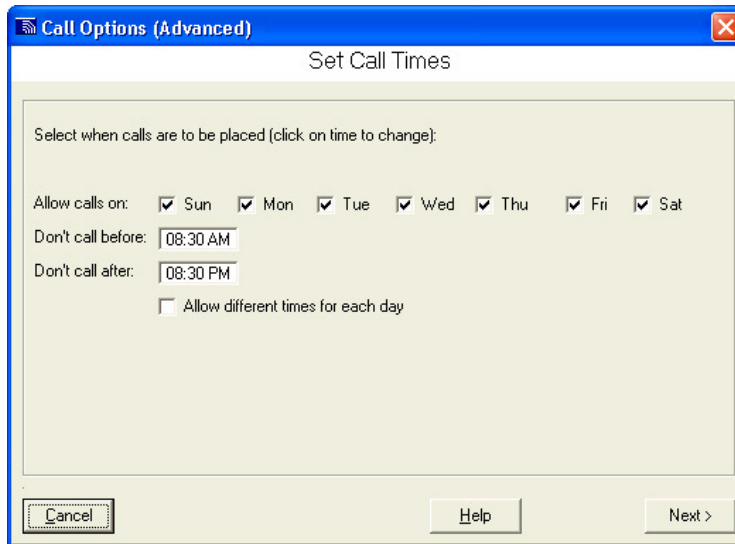 Call Options (Advanced)
Set Call Times
Select when calls are to be placed (click on time to change):
Allow calls on: Sun Mon Tue Wed Thu Fri Sat
Don't call before: 08:30 AM
Don't call after: 08:30 PM
Allow different times for each day
Cancel Help Next >